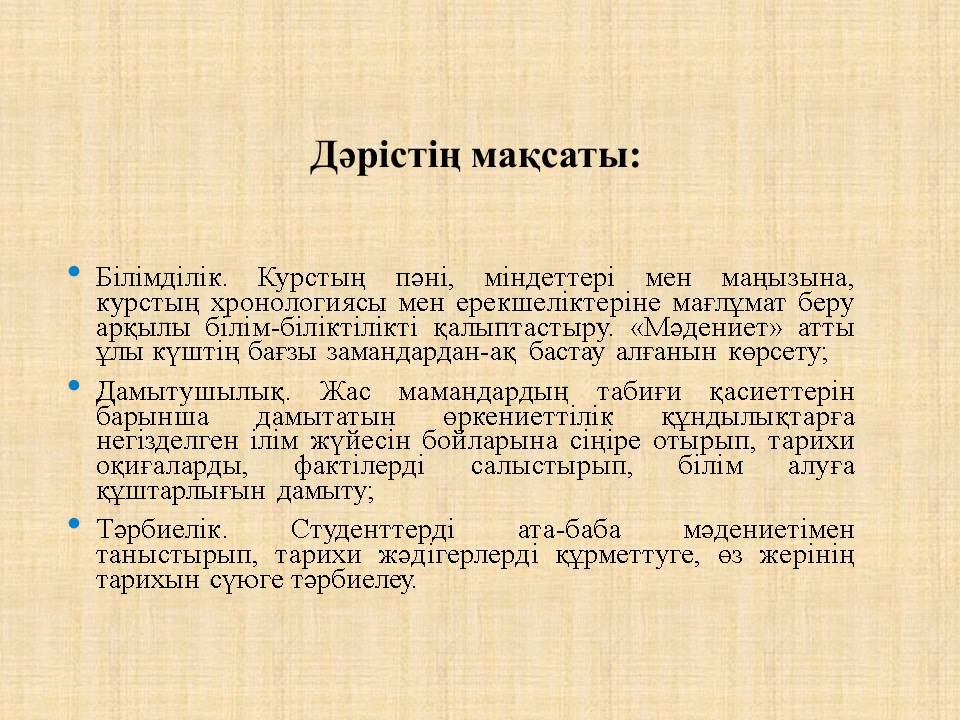 Дәрістің мақсаты:
• Білімділік. Курстың пәні, міндеттері мен маңызына,
курстың хронологиясы мен ерекшеліктеріне мағлұмат беру
арқылы білім-біліктілікті қалыптастыру. «Мәдениет» атты
ұлы күштің бағзы замандардан-ақ бастау алғанын көрсету;
• Дамытушылық. Жас мамандардың табиғи қасиеттерін
барынша дамытатын өркениеттілік құндылықтарға
негізделген ілім жүйесін бойларына сіңіре отырып, тарихи
оқиғаларды, фактілерді салыстырып, білім алуға
құштарлығын дамыту;
• Тәрбиелік. Студенттерді ата-баба мәдениетімен
таныстырып, тарихи жәдігерлерді құрметтуге, өз жерінің
тарихын сүюге тәрбиелеу.